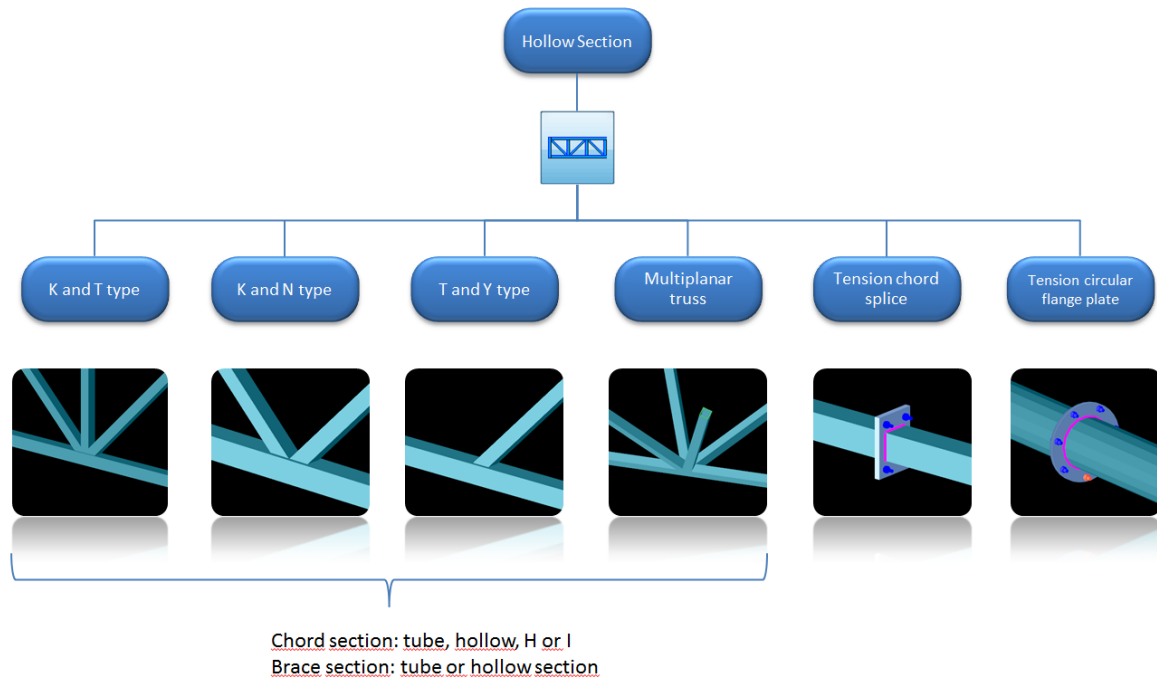 Hollow Section
K and T type
K and N type
T and Y type
Multiplanar
truss
Tension chord
splice
Tension circular
flange plate
Chord section: tube, hollow, H or I
Brace section: tube or hollow section